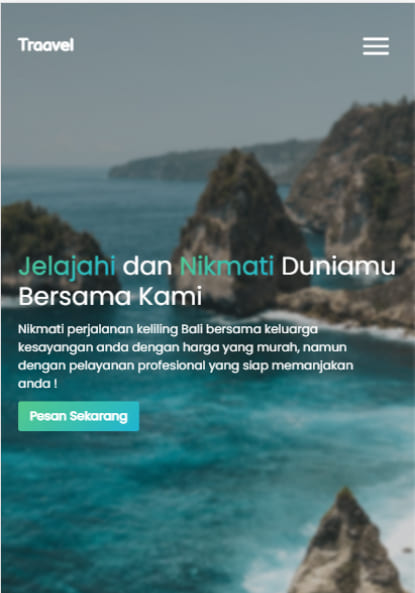 Traavel
Jelajahi dan Nikmati Duniamu
Bersama Kami
Nikmati perjalanan keliling Bali bersama keluarga
kesayangan anda dengan harga yang murah, namun
dengan pelayanan profesional yang siap memanjakan
anda !
Pesan Sekarang